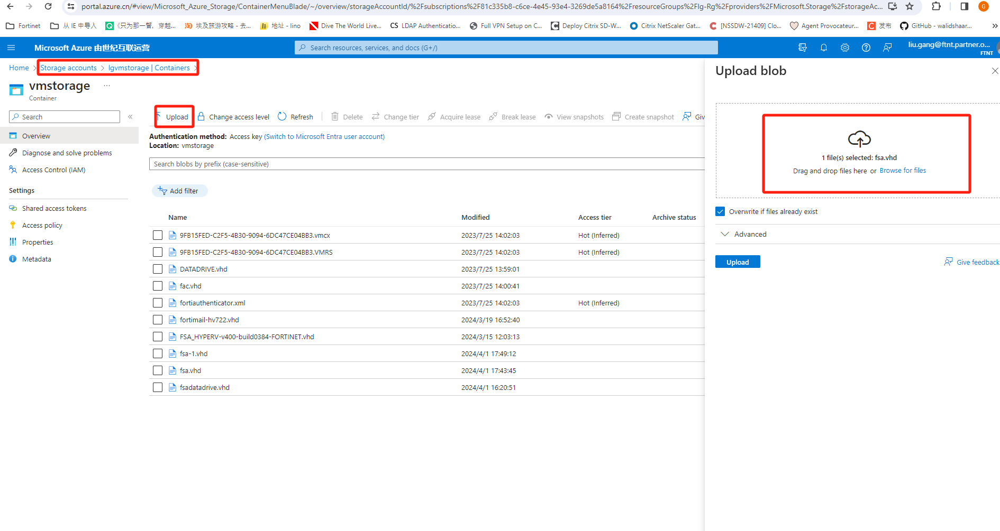 portal.azure.cn/#view/Microsoft_Azure_Storage/ContainerMenuBlade/~/overview/storageAccountId/%2Fsubscriptions%2F81c335b8-c6ce-4e45-93e4-3269de5a8164%2FresourceGroups%2Flg-Rg%2Fproviders%2FMicrosoft.Storage%2FstorageAc...
G
Fortinet 从 IE 中导入 《只为那一瞥，穿越... 埃及旅游攻略 - 去... 地址 - lino Dive The World Live... CS LDAP Authenticatio... Full VPN Setup on C... Deploy Citrix SD-W... Citrix NetScaler Gat... [NSSDW-21409] Clo... Agent Provocateur... 发布 GitHub - walidshaar... »
Microsoft Azure 由世纪互联运营
Search resources, services, and docs (G+/)
liu.gang@ftnt.partner.o...
FTNT
Home > Storage accounts > lgvmstorage | Containers >
vmstorage ...
Container
Search «
Overview
Diagnose and solve problems
Access Control (IAM)
Settings
Shared access tokens
Access policy
Properties
Metadata
Upload Change access level Refresh Delete Change tier Acquire lease Break lease View snapshots Create snapshot Giv
Authentication method: Access key (Switch to Microsoft Entra user account)
Location: vmstorage
Search blobs by prefix (case-sensitive)
Add filter
Name Modified Access tier Archive status
9FB15FED-C2F5-4B30-9094-6DC47CE04BB3.vmcx 2023/7/25 14:02:03 Hot (Inferred)
9FB15FED-C2F5-4B30-9094-6DC47CE04BB3.VMRS 2023/7/25 14:02:03 Hot (Inferred)
DATADRIVE.vhd 2023/7/25 13:59:01
fac.vhd 2023/7/25 14:00:41
fortiauthenticator.xml 2023/7/25 14:02:03 Hot (Inferred)
fortimail-hv722.vhd 2024/3/19 16:52:40
FSA_HYPERV-v400-build0384-FORTINET.vhd 2024/3/15 12:03:13
fsa-1.vhd 2024/4/1 17:49:12
fsa.vhd 2024/4/1 17:43:45
fsadatadrive.vhd 2024/4/1 16:20:51
Upload blob
1 file(s) selected: fsa.vhd
Drag and drop files here or Browse for files
Overwrite if files already exist
Advanced
Upload
Give feedback